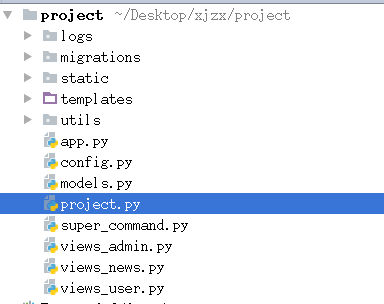 project ~/Desktop/xjzx/project
logs
migrations
static
templates
utils
app.py
config.py
models.py
project.py
super_command.py
views_admin.py
views_news.py
views_user.py